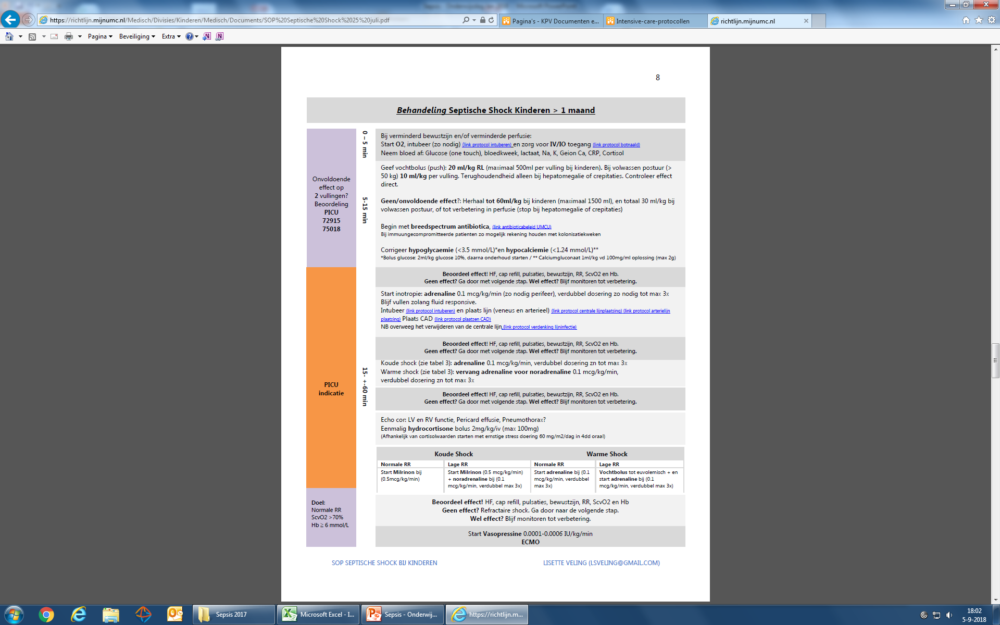 https://richtlijn.mijnumc.nl/Medisch/Divisies/Kinderen/Medisch/Documents/SOP%20Septische%20Shock%2025%20juli.pdf
Pagina's - KPV Documenten e...
Intensive-care-protocollen
richtlijn.mijnumc.nl
Pagina
Beveiliging
Extra
8
Behandeling Septische Shock Kinderen > 1 maand
Onvoldoende
effect op
2 vullingen?
Beoordeling
PICU
72915
75018
0 – 5 min
Bij verminderd bewustzijn en/of verminderde perfusie:
Start O2, intubeer (zo nodig) (link protocol intuberen) en zorg voor IV/IO toegang (link protocol botnaald)
Neem bloed af: Glucose (one touch), bloedkweek, lactaat, Na, K, Geion Ca, CRP, Cortisol
5-15 min
Geef vochtbolus (push): 20 ml/kg RL (maximaal 500ml per vulling bij kinderen). Bij volwassen postuur (>
50 kg) 10 ml/kg per vulling. Terughoudendheid alleen bij hepatomegalie of crepitaties. Controleer effect
direct.
Geen/onvoldoende effect?: Herhaal tot 60ml/kg bij kinderen (maximaal 1500 ml), en totaal 30 ml/kg bij
volwassen postuur, of tot verbetering in perfusie (stop bij hepatomegalie of crepitaties)
Begin met breedspectrum antibiotica, (link antibioticabeleid UMCU)
Bij immuungecompromitteerde patienten zo mogelijk rekening houden met kolonisatiekweken
Corrigeer hypoglycaemie (<3.5 mmol/L)*en hypocalciemie (<1.24 mmol/L)**
*Bolus glucose: 2ml/kg glucose 10%, daarna onderhoud starten / ** Calciumgluconaat 1ml/kg vd 100mg/ml oplossing (max 2g)
PICU
indicatie
15- +-60 min
Beoordeel effect! HF, cap refill, pulsaties, bewustzijn, RR, ScvO2 en Hb.
Geen effect? Ga door met volgende stap. Wel effect? Blijf monitoren tot verbetering.
Start inotropie: adrenaline 0.1 mcg/kg/min (zo nodig perifeer), verdubbel dosering zo nodig tot max 3x
Blijf vullen zolang fluid responsive.
Intubeer (link protocol intuberen) en plaats lijn (veneus en arterieel) (link protocol centrale lijnplaatsing) (link protocol arterielijn
plaatsing) Plaats CAD (link protocol plaatsen CAD)
NB overweeg het verwijderen van de centrale lijn (link protocol verdenking lijninfectie)
Beoordeel effect! HF, cap refill, pulsaties, bewustzijn, RR, ScvO2 en Hb.
Geen effect? Ga door met volgende stap. Wel effect? Blijf monitoren tot verbetering.
Koude shock (zie tabel 3): adrenaline 0.1 mcg/kg/min, verdubbel dosering zn tot max 3x
Warme shock (zie tabel 3): vervang adrenaline voor noradrenaline 0.1 mcg/kg/min,
verdubbel dosering zn tot max 3x
Beoordeel effect! HF, cap refill, pulsaties, bewustzijn, RR, ScvO2 en Hb.
Geen effect? Ga door met volgende stap. Wel effect? Blijf monitoren tot verbetering.
Echo cor: LV en RV functie, Pericard effusie, Pneumothorax?
Eenmalig hydrocortisone bolus 2mg/kg/iv (max 100mg)
(Afhankelijk van cortisolwaarden starten met ernstige stress doering 60 mg/m2/dag in 4dd oraal)
Koude Shock
Warme Shock
Normale RR
Lage RR
Normale RR
Lage RR
Start Milrinon bij
(0.5mcg/kg/min)
Start Milrinon (0.5 mcg/kg/min)
+ noradrenaline bij (0.1
mcg/kg/min, verdubbel max 3x)
Start adrenaline bij (0.1
mcg/kg/min, verdubbel
max 3x)
Vochtbolus tot euvolemisch + en
start adrenaline bij (0.1
mcg/kg/min, verdubbel max 3x)
Doel:
Normale RR
ScvO2 >70%
Hb ≥ 6 mmol/L
Beoordeel effect! HF, cap refill, pulsaties, bewustzijn, RR, ScvO2 en Hb
Geen effect? Refractaire shock. Ga door naar de volgende stap.
Wel effect? Blijf monitoren tot verbetering.
Start Vasopressine 0.0001-0.0006 IU/kg/min
ECMO
SOP SEPTISCHE SHOCK BIJ KINDEREN
LISETTE VELING (LSVELING@GMAIL.COM)
Sepsis 2017
Microsoft Excel - I...
Sepsis - Onderwij...
https://richtlijn.m...
18:02
5-9-2018